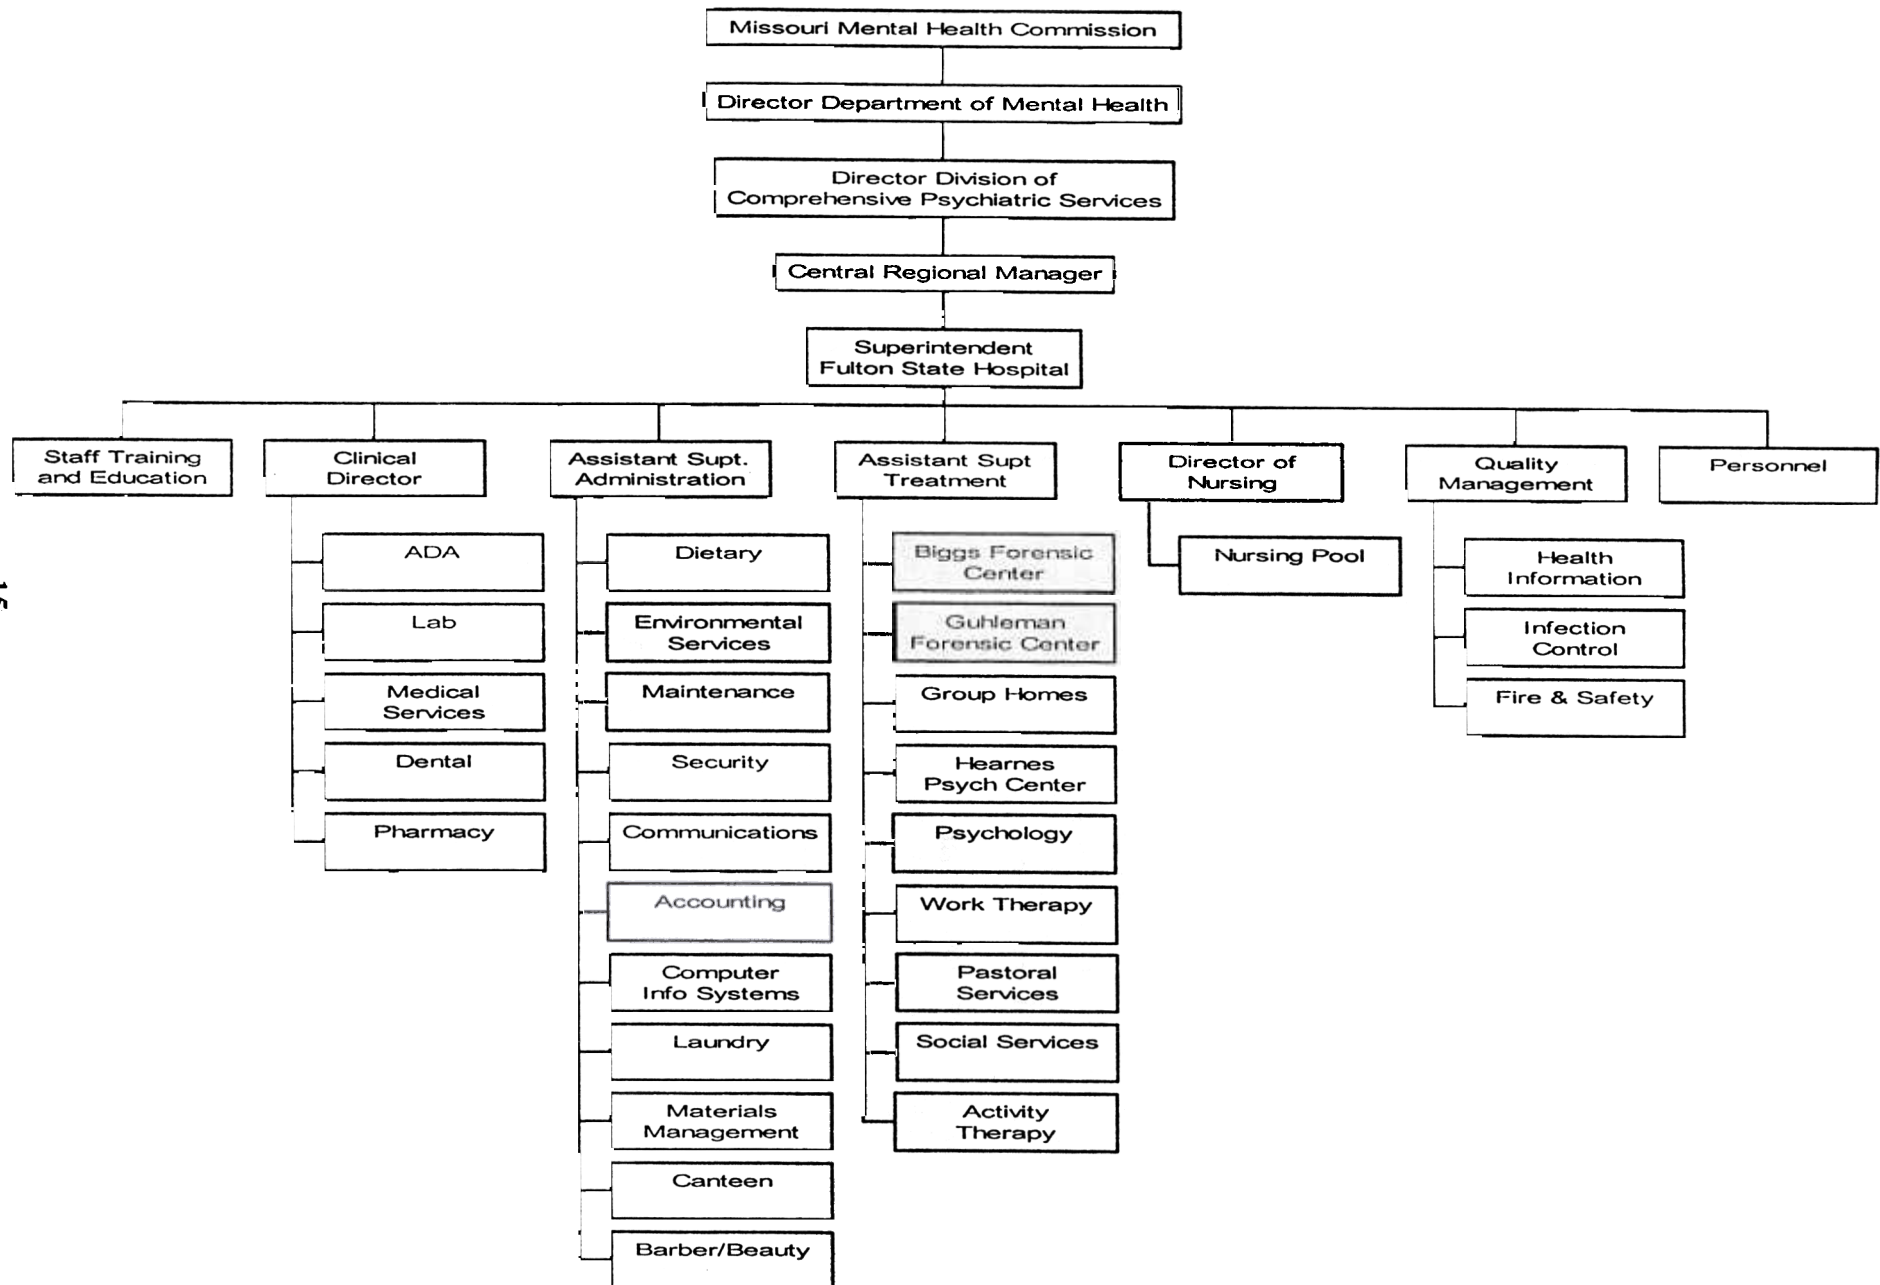 Missouri Mental Health Commission
Director Department of Mental Health
Director Division of
Comprehensive Psychiatric Services
Central Regional Manager
Superintendent
Fulton State Hospital
Staff Training
and Education
Clinical
Director
Assistant Supt.
Administration
Assistant Supt
Treatment
Director of
Nursing
Quality
Management
Personnel
ADA
Lab
Medical
Services
Dental
Pharmacy
Dietary
Environmental
Services
Maintenance
Security
Communications
Accounting
Computer
Info Systems
Laundry
Materials
Management
Canteen
Barber/Beauty
Biggs Forensic
Center
Guhleman
Forensic Center
Group Homes
Hearnes
Psych Center
Psychology
Work Therapy
Pastoral
Services
Social Services
Activity
Therapy
Nursing Pool
Health
Information
Infection
Control
Fire & Safety